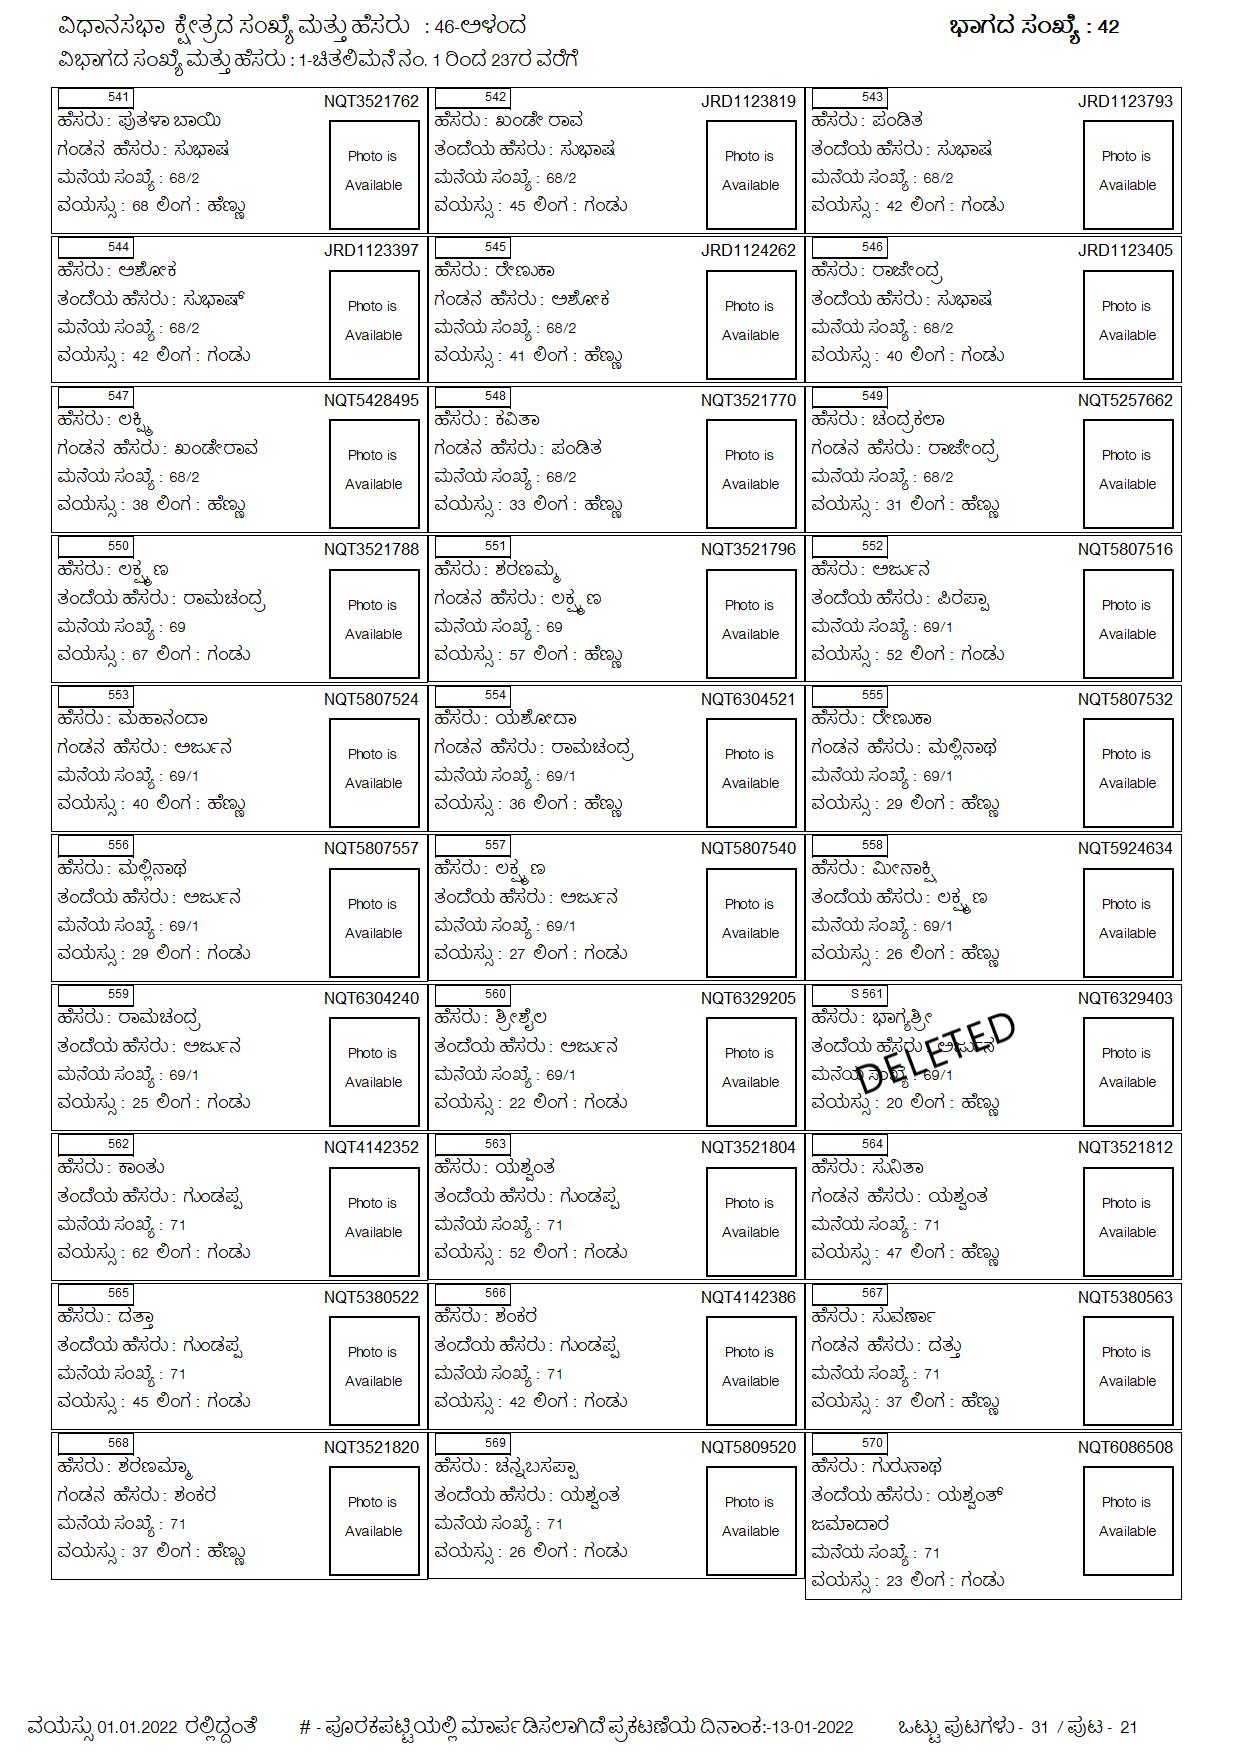 ವಿಧಾನಸಭಾ ಕ್ಷೇತ್ರದ ಸಂಖ್ಯೆ ಮತ್ತು ಹೆಸರು : 46-ಅಳಂದ ಭಾಗದ ಸಂಖ್ಯೆ : 42
ವಿಭಾಗದ ಸಂಖ್ಯೆ ಮತ್ತು ಹೆಸರು : 1-ಚಿತಲಿಮನೆ ನಂ. 1 ರಿಂದ 237ರ ವರೆಗೆ
541 NQT3521762
ಹೆಸರು : ಪುತಳಾ ಬಾಯಿ
ಗಂಡನ ಹೆಸರು : ಸುಭಾಷ
ಮನೆಯ ಸಂಖ್ಯೆ : 68/2
ವಯಸ್ಸು : 68 ಲಿಂಗ : ಹೆಣ್ಣು
Photo is
Available
542 JRD1123819
ಹೆಸರು : ಖಂಡೇ ರಾವ
ತಂದೆಯ ಹೆಸರು : ಸುಭಾಷ
ಮನೆಯ ಸಂಖ್ಯೆ : 68/2
ವಯಸ್ಸು : 45 ಲಿಂಗ : ಗಂಡು
Photo is
Available
543 JRD1123793
ಹೆಸರು : ಪಂಡಿತ
ತಂದೆಯ ಹೆಸರು : ಸುಭಾಷ
ಮನೆಯ ಸಂಖ್ಯೆ : 68/2
ವಯಸ್ಸು : 42 ಲಿಂಗ : ಗಂಡು
Photo is
Available
544 JRD1123397
ಹೆಸರು : ಅಶೋಕ
ತಂದೆಯ ಹೆಸರು : ಸುಭಾಷ್
ಮನೆಯ ಸಂಖ್ಯೆ : 68/2
ವಯಸ್ಸು : 42 ಲಿಂಗ : ಗಂಡು
Photo is
Available
545 JRD1124262
ಹೆಸರು : ರೇಣುಕಾ
ಗಂಡನ ಹೆಸರು : ಅಶೋಕ
ಮನೆಯ ಸಂಖ್ಯೆ : 68/2
ವಯಸ್ಸು : 41 ಲಿಂಗ : ಹೆಣ್ಣು
Photo is
Available
546 JRD1123405
ಹೆಸರು : ರಾಜೇಂದ್ರ
ತಂದೆಯ ಹೆಸರು : ಸುಭಾಷ
ಮನೆಯ ಸಂಖ್ಯೆ : 68/2
ವಯಸ್ಸು : 40 ಲಿಂಗ : ಗಂಡು
Photo is
Available
547 NQT5428495
ಹೆಸರು : ಲಕ್ಷ್ಮಿ
ಗಂಡನ ಹೆಸರು : ಖಂಡೇರಾವ
ಮನೆಯ ಸಂಖ್ಯೆ : 68/2
ವಯಸ್ಸು : 38 ಲಿಂಗ : ಹೆಣ್ಣು
Photo is
Available
548 NQT3521770
ಹೆಸರು : ಕವಿತಾ
ಗಂಡನ ಹೆಸರು : ಪಂಡಿತ
ಮನೆಯ ಸಂಖ್ಯೆ : 68/2
ವಯಸ್ಸು : 33 ಲಿಂಗ : ಹೆಣ್ಣು
Photo is
Available
549 NQT5257662
ಹೆಸರು : ಚಂದ್ರಕಲಾ
ಗಂಡನ ಹೆಸರು : ರಾಜೇಂದ್ರ
ಮನೆಯ ಸಂಖ್ಯೆ : 68/2
ವಯಸ್ಸು : 31 ಲಿಂಗ : ಹೆಣ್ಣು
Photo is
Available
550 NQT3521788
ಹೆಸರು : ಲಕ್ಷ್ಮಣ
ತಂದೆಯ ಹೆಸರು : ರಾಮಚಂದ್ರ
ಮನೆಯ ಸಂಖ್ಯೆ : 69
ವಯಸ್ಸು : 67 ಲಿಂಗ : ಗಂಡು
Photo is
Available
551 NQT3521796
ಹೆಸರು : ಶರಣಮ್ಮ
ಗಂಡನ ಹೆಸರು : ಲಕ್ಷ್ಮಣ
ಮನೆಯ ಸಂಖ್ಯೆ : 69
ವಯಸ್ಸು : 57 ಲಿಂಗ : ಹೆಣ್ಣು
Photo is
Available
552 NQT5807516
ಹೆಸರು : ಅರ್ಜುನ
ತಂದೆಯ ಹೆಸರು : ಪಿರಪ್ಪಾ
ಮನೆಯ ಸಂಖ್ಯೆ : 69/1
ವಯಸ್ಸು : 52 ಲಿಂಗ : ಗಂಡು
Photo is
Available
553 NQT5807524
ಹೆಸರು : ಮಹಾನಂದಾ
ಗಂಡನ ಹೆಸರು : ಅರ್ಜುನ
ಮನೆಯ ಸಂಖ್ಯೆ : 69/1
ವಯಸ್ಸು : 40 ಲಿಂಗ : ಹೆಣ್ಣು
Photo is
Available
554 NQT6304521
ಹೆಸರು : ಯಶೋದಾ
ಗಂಡನ ಹೆಸರು : ರಾಮಚಂದ್ರ
ಮನೆಯ ಸಂಖ್ಯೆ : 69/1
ವಯಸ್ಸು : 36 ಲಿಂಗ : ಹೆಣ್ಣು
Photo is
Available
555 NQT5807532
ಹೆಸರು : ರೇಣುಕಾ
ಗಂಡನ ಹೆಸರು : ಮಲ್ಲಿನಾಥ
ಮನೆಯ ಸಂಖ್ಯೆ : 69/1
ವಯಸ್ಸು : 29 ಲಿಂಗ : ಹೆಣ್ಣು
Photo is
Available
556 NQT5807557
ಹೆಸರು : ಮಲ್ಲಿನಾಥ
ತಂದೆಯ ಹೆಸರು : ಅರ್ಜುನ
ಮನೆಯ ಸಂಖ್ಯೆ : 69/1
ವಯಸ್ಸು : 29 ಲಿಂಗ : ಗಂಡು
Photo is
Available
557 NQT5807540
ಹೆಸರು : ಲಕ್ಷ್ಮಣ
ತಂದೆಯ ಹೆಸರು : ಅರ್ಜುನ
ಮನೆಯ ಸಂಖ್ಯೆ : 69/1
ವಯಸ್ಸು : 27 ಲಿಂಗ : ಗಂಡು
Photo is
Available
558 NQT5924634
ಹೆಸರು : ಮೀನಾಕ್ಷಿ
ತಂದೆಯ ಹೆಸರು : ಲಕ್ಷ್ಮಣ
ಮನೆಯ ಸಂಖ್ಯೆ : 69/1
ವಯಸ್ಸು : 26 ಲಿಂಗ : ಹೆಣ್ಣು
Photo is
Available
559 NQT6304240
ಹೆಸರು : ರಾಮಚಂದ್ರ
ತಂದೆಯ ಹೆಸರು : ಅರ್ಜುನ
ಮನೆಯ ಸಂಖ್ಯೆ : 69/1
ವಯಸ್ಸು : 25 ಲಿಂಗ : ಗಂಡು
Photo is
Available
560 NQT6329205
ಹೆಸರು : ಶ್ರೀಶೈಲ
ತಂದೆಯ ಹೆಸರು : ಅರ್ಜುನ
ಮನೆಯ ಸಂಖ್ಯೆ : 69/1
ವಯಸ್ಸು : 22 ಲಿಂಗ : ಗಂಡು
Photo is
Available
S 561 NQT6329403
ಹೆಸರು : ಭಾಗ್ಯಶ್ರೀ
ತಂದೆಯ ಹೆಸರು : ಅರ್ಜುನ
ಮನೆಯ ಸಂಖ್ಯೆ : 69/1
ವಯಸ್ಸು : 20 ಲಿಂಗ : ಹೆಣ್ಣು
DELETED
Photo is
Available
562 NQT4142352
ಹೆಸರು : ಕಾಂತು
ತಂದೆಯ ಹೆಸರು : ಗುಂಡಪ್ಪ
ಮನೆಯ ಸಂಖ್ಯೆ : 71
ವಯಸ್ಸು : 62 ಲಿಂಗ : ಗಂಡು
Photo is
Available
563 NQT3521804
ಹೆಸರು : ಯಶ್ವಂತ
ತಂದೆಯ ಹೆಸರು : ಗುಂಡಪ್ಪ
ಮನೆಯ ಸಂಖ್ಯೆ : 71
ವಯಸ್ಸು : 52 ಲಿಂಗ : ಗಂಡು
Photo is
Available
564 NQT3521812
ಹೆಸರು : ಸುನಿತಾ
ಗಂಡನ ಹೆಸರು : ಯಶ್ವಂತ
ಮನೆಯ ಸಂಖ್ಯೆ : 71
ವಯಸ್ಸು : 47 ಲಿಂಗ : ಹೆಣ್ಣು
Photo is
Available
565 NQT5380522
ಹೆಸರು : ದತ್ತಾ
ತಂದೆಯ ಹೆಸರು : ಗುಂಡಪ್ಪ
ಮನೆಯ ಸಂಖ್ಯೆ : 71
ವಯಸ್ಸು : 45 ಲಿಂಗ : ಗಂಡು
Photo is
Available
566 NQT4142386
ಹೆಸರು : ಶಂಕರ
ತಂದೆಯ ಹೆಸರು : ಗುಂಡಪ್ಪ
ಮನೆಯ ಸಂಖ್ಯೆ : 71
ವಯಸ್ಸು : 42 ಲಿಂಗ : ಗಂಡು
Photo is
Available
567 NQT5380563
ಹೆಸರು : ಸುವರ್ಣಾ
ಗಂಡನ ಹೆಸರು : ದತ್ತು
ಮನೆಯ ಸಂಖ್ಯೆ : 71
ವಯಸ್ಸು : 37 ಲಿಂಗ : ಹೆಣ್ಣು
Photo is
Available
568 NQT3521820
ಹೆಸರು : ಶರಣಮ್ಮಾ
ಗಂಡನ ಹೆಸರು : ಶಂಕರ
ಮನೆಯ ಸಂಖ್ಯೆ : 71
ವಯಸ್ಸು : 37 ಲಿಂಗ : ಹೆಣ್ಣು
Photo is
Available
569 NQT5809520
ಹೆಸರು : ಚನ್ನಬಸಪ್ಪಾ
ತಂದೆಯ ಹೆಸರು : ಯಶ್ವಂತ
ಮನೆಯ ಸಂಖ್ಯೆ : 71
ವಯಸ್ಸು : 26 ಲಿಂಗ : ಗಂಡು
Photo is
Available
570 NQT6086508
ಹೆಸರು : ಗುರುನಾಥ
ತಂದೆಯ ಹೆಸರು : ಯಶ್ವಂತ್
ಜಮಾದಾರ
ಮನೆಯ ಸಂಖ್ಯೆ : 71
ವಯಸ್ಸು : 23 ಲಿಂಗ : ಗಂಡು
Photo is
Available
ವಯಸ್ಸು 01.01.2022 ರಲ್ಲಿದ್ದಂತೆ # - ಪೂರಕಪಟ್ಟಿಯಲ್ಲಿ ಮಾರ್ಪಡಿಸಲಾಗಿದೆ ಪ್ರಕಟಣೆಯ ದಿನಾಂಕ:-13-01-2022 ಒಟ್ಟು ಪುಟಗಳು - 31 / ಪುಟ - 21